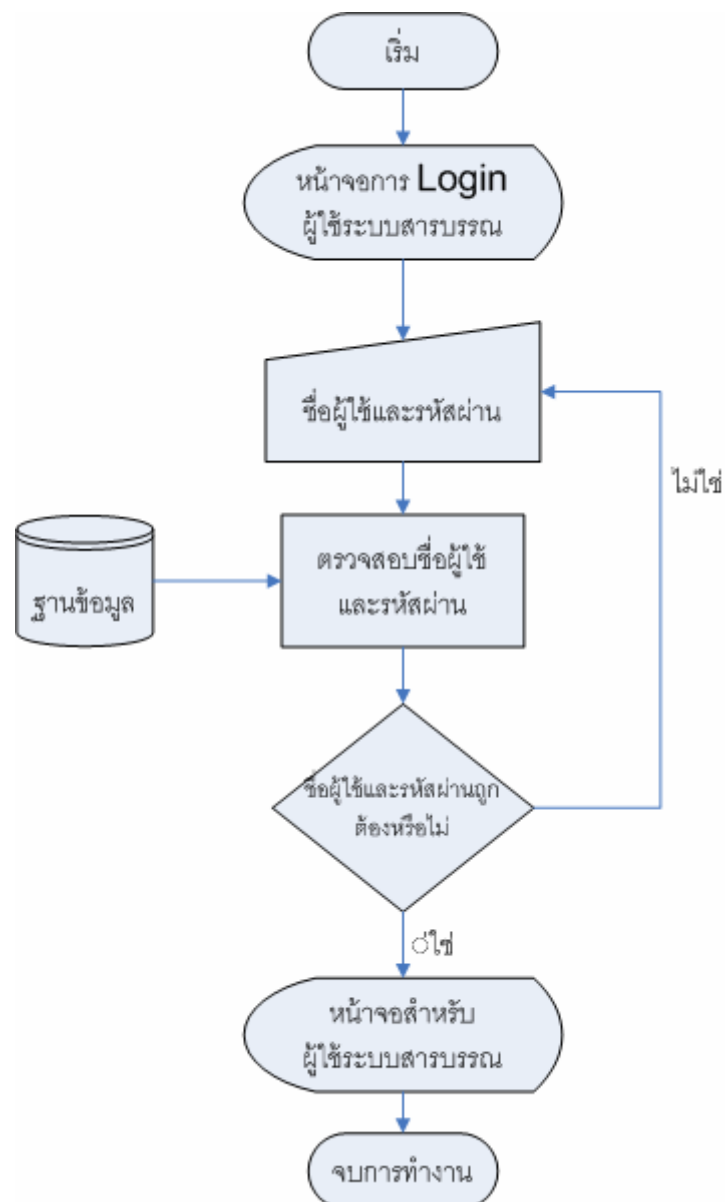 เริ่ม
หน้าจอการ Login
ผู้ใช้ระบบสารบรรณ
ชื่อผู้ใช้และรหัสผ่าน
ไม่ใช่
ตรวจสอบชื่อผู้ใช้
และรหัสผ่าน
ฐานข้อมูล
ชื่อผู้ใช้และรหัสผ่านถูก
ต้องหรือไม่
่ใช่
หน้าจอสำหรับ
ผู้ใช้ระบบสารบรรณ
จบการทำงาน